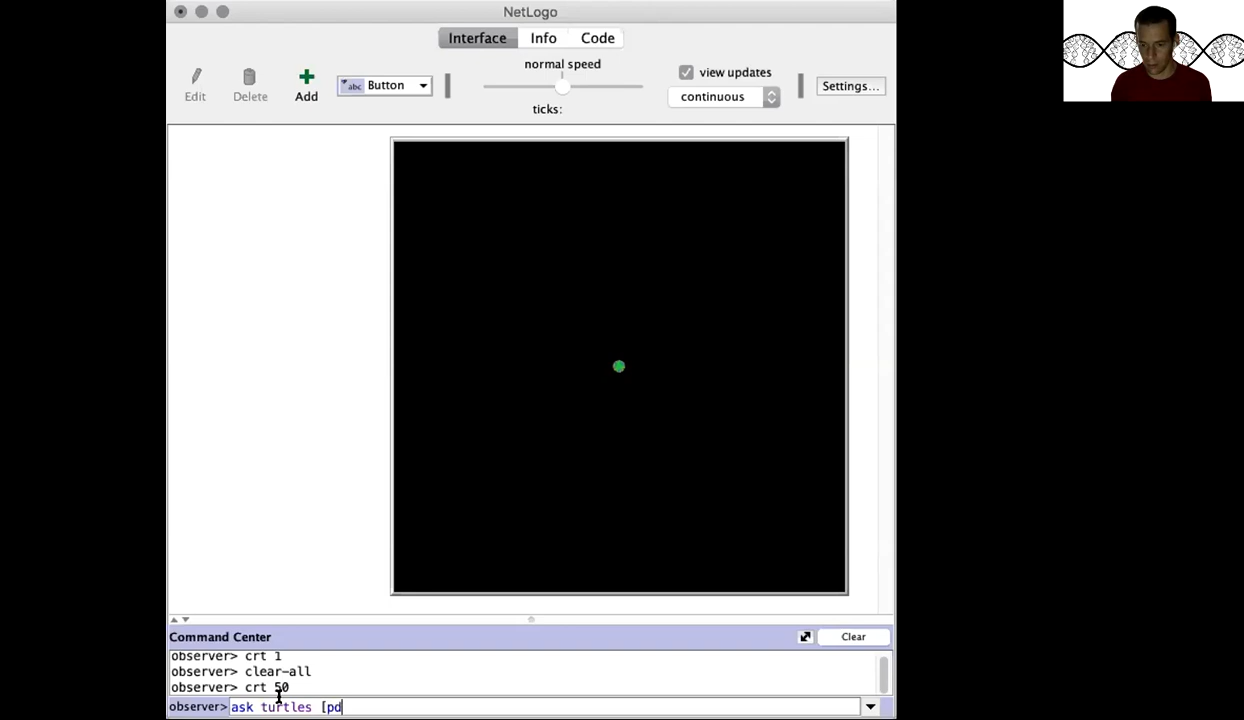 NetLogo
Interface Info Code
Edit Delete Add abc Button
normal speed
ticks:
view updates
continuous
Settings...
Command Center
Clear
observer> crt 1
observer> clear-all
observer> crt 50
observer> ask turtles [pd